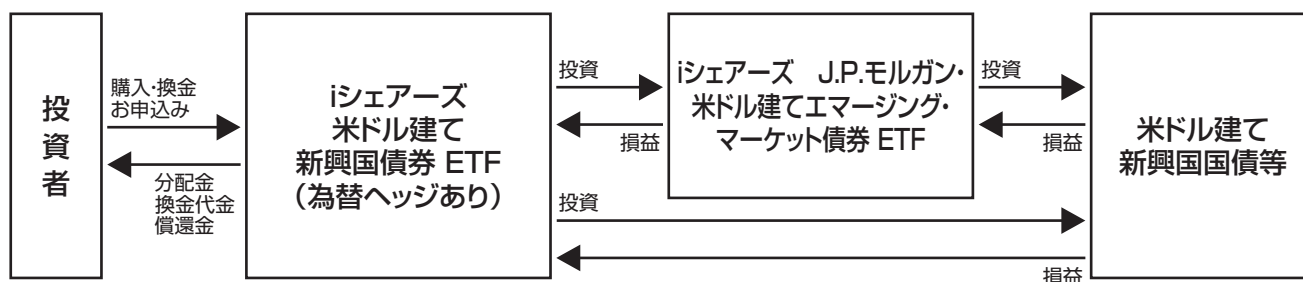 投資者
購入・換金
お申込み
分配金
換金代金
償還金
iシェアーズ
米ドル建て
新興国債券 ETF
(為替ヘッジあり)
投資
損益
iシェアーズ　J.P.モルガン・
米ドル建てエマージング・
マーケット債券 ETF
投資
損益
投資
損益
米ドル建て
新興国国債等